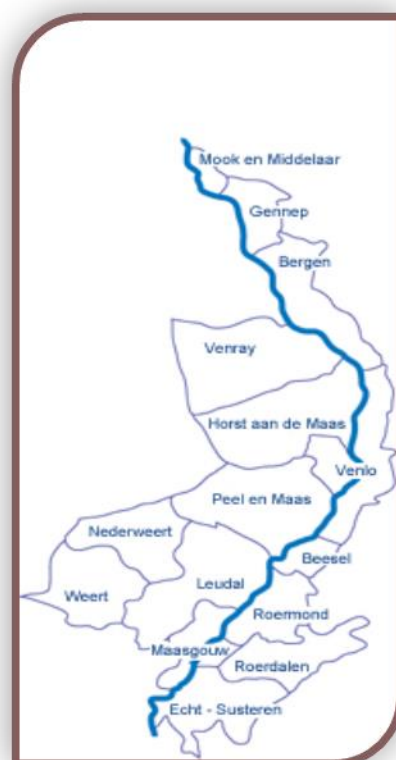 Mook en Middelaar
Gennep
Bergen
Venray
Horst aan de Maas
Venlo
Peel en Maas
Nederweert
Beesel
Leudal
Weert
Roermond
Maasgouw
Roerdalen
Echt - Susteren